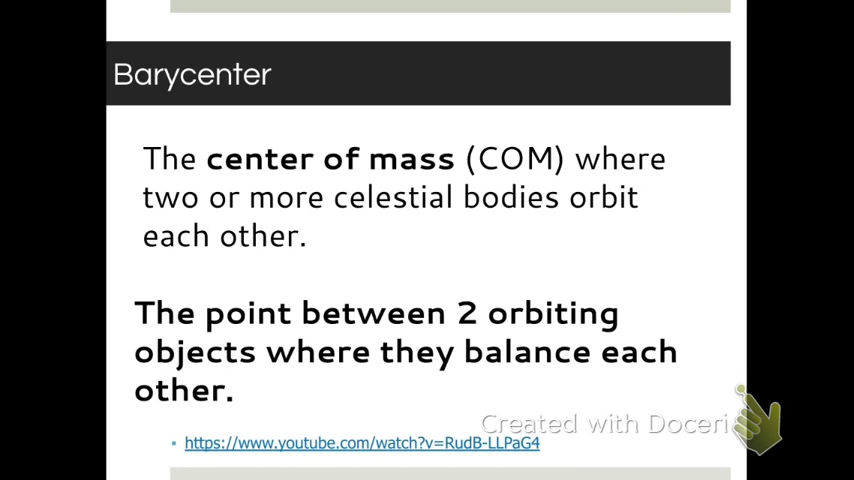 Barycenter
The center of mass (COM) where
two or more celestial bodies orbit
each other.
The point between 2 orbiting
objects where they balance each
other.
Created with Doceri
• https://www.youtube.com/watch?v=RudB-LLPaG4